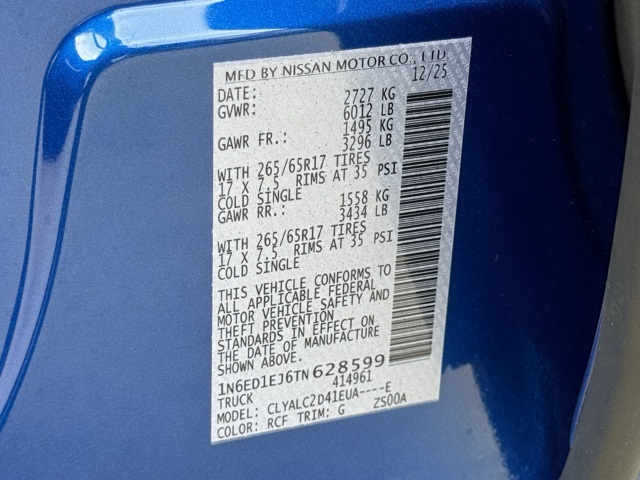 MFD BY NISSAN MOTOR CO., LTD.
DATE: 12/25
GVWR: 2727 KG
6012 LB
GAWR FR.: 1495 KG
3296 LB
WITH 265/65R17 TIRES
17 X 7.5 RIMS AT 35 PSI
COLD SINGLE
GAWR RR.: 1558 KG
3434 LB
WITH 265/65R17 TIRES
17 X 7.5 RIMS AT 35 PSI
COLD SINGLE
THIS VEHICLE CONFORMS TO
ALL APPLICABLE FEDERAL
MOTOR VEHICLE SAFETY AND
THEFT PREVENTION
STANDARDS IN EFFECT ON
THE DATE OF MANUFACTURE
SHOWN ABOVE.
1N6ED1EJ6TN628599
TRUCK 414961
MODEL: CLYALC2D41EUA----E
COLOR: RCF TRIM: G ZS00A